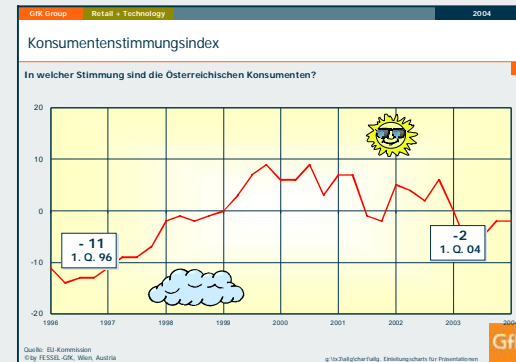 GfK Group Retail + Technology 2004
Konsumentenstimmungsindex
In welcher Stimmung sind die Österreichischen Konsumenten?
20
10
0
-10
-20
- 11
1. Q. 96
-2
1. Q. 04
1996 1997 1998 1999 2000 2001 2002 2003 2004
Quelle: EU-Kommission
©by FESSEL-GfK, Wien, Austria
GfK